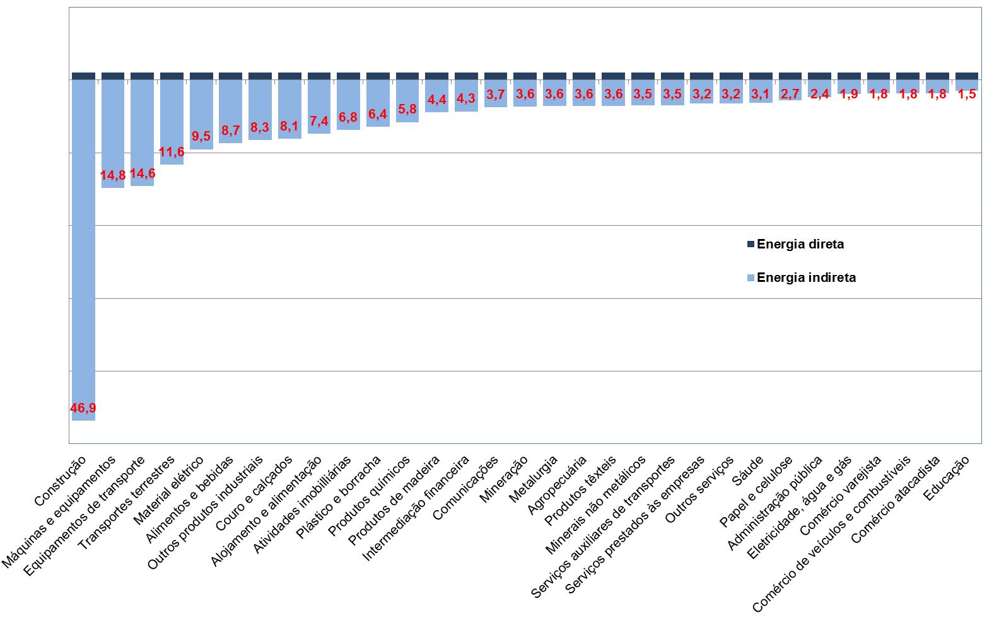 46,9
14,8
14,6
11,6
9,5
8,7
8,3
8,1
7,4
6,8
6,4
5,8
4,4
4,3
3,7
3,6
3,6
3,6
3,6
3,5
3,5
3,2
3,2
3,1
2,7
2,4
1,9
1,8
1,8
1,8
1,5
Energia direta
Energia indireta
Construção
Máquinas e equipamentos
Equipamentos de transporte
Transportes terrestres
Material elétrico
Alimentos e bebidas
Outros produtos industriais
Couro e calçados
Alojamento e alimentação
Atividades imobiliárias
Plástico e borracha
Produtos químicos
Produtos de madeira
Intermediação financeira
Comunicações
Mineração
Metalurgia
Agropecuária
Produtos têxteis
Minerais não metálicos
Serviços auxiliares de transportes
Serviços prestados às empresas
Outros serviços
Sáude
Papel e celulose
Administração pública
Eletricidade, água e gás
Comércio varejista
Comércio de veículos e combustíveis
Comércio atacadista
Educação